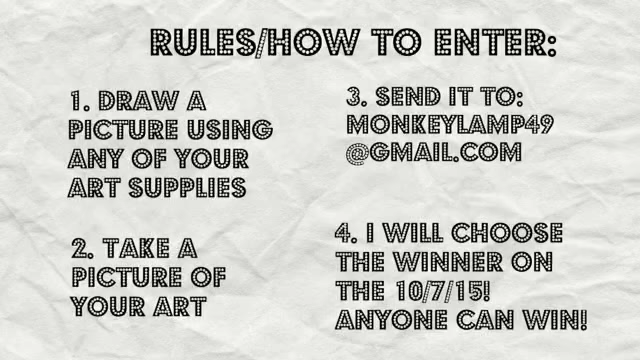 RULES/HOW TO ENTER:
1. DRAW A
PICTURE USING
ANY OF YOUR
ART SUPPLIES
2. TAKE A
PICTURE OF
YOUR ART
3. SEND IT TO:
MONKEYLAMP49
@GMAIL.COM
4. I WILL CHOOSE
THE WINNER ON
THE 10/7/15!
ANYONE CAN WIN!